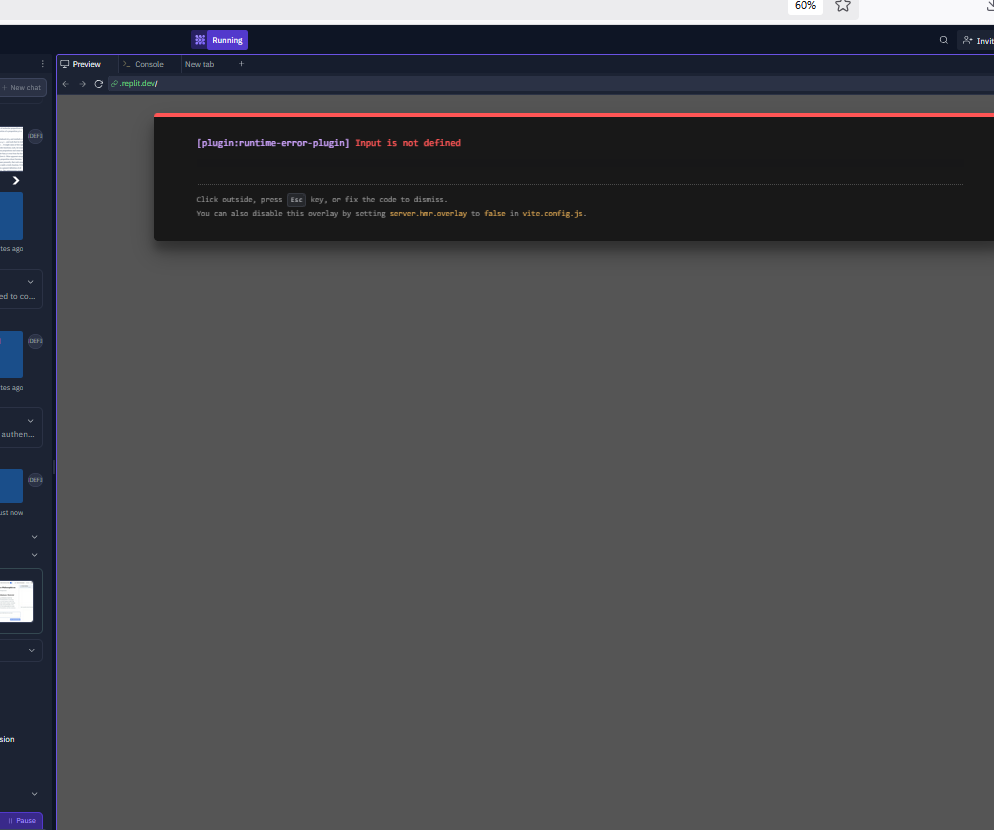 60%
Running
Invit
Preview
>_ Console
New tab
+
+ New chat
.replit.dev/
[plugin:runtime-error-plugin] Input is not defined
Click outside, press Esc key, or fix the code to dismiss.
You can also disable this overlay by setting server.hmr.overlay to false in vite.config.js.
tes ago
ed to co...
tes ago
authen...
ust now
sion
Pause